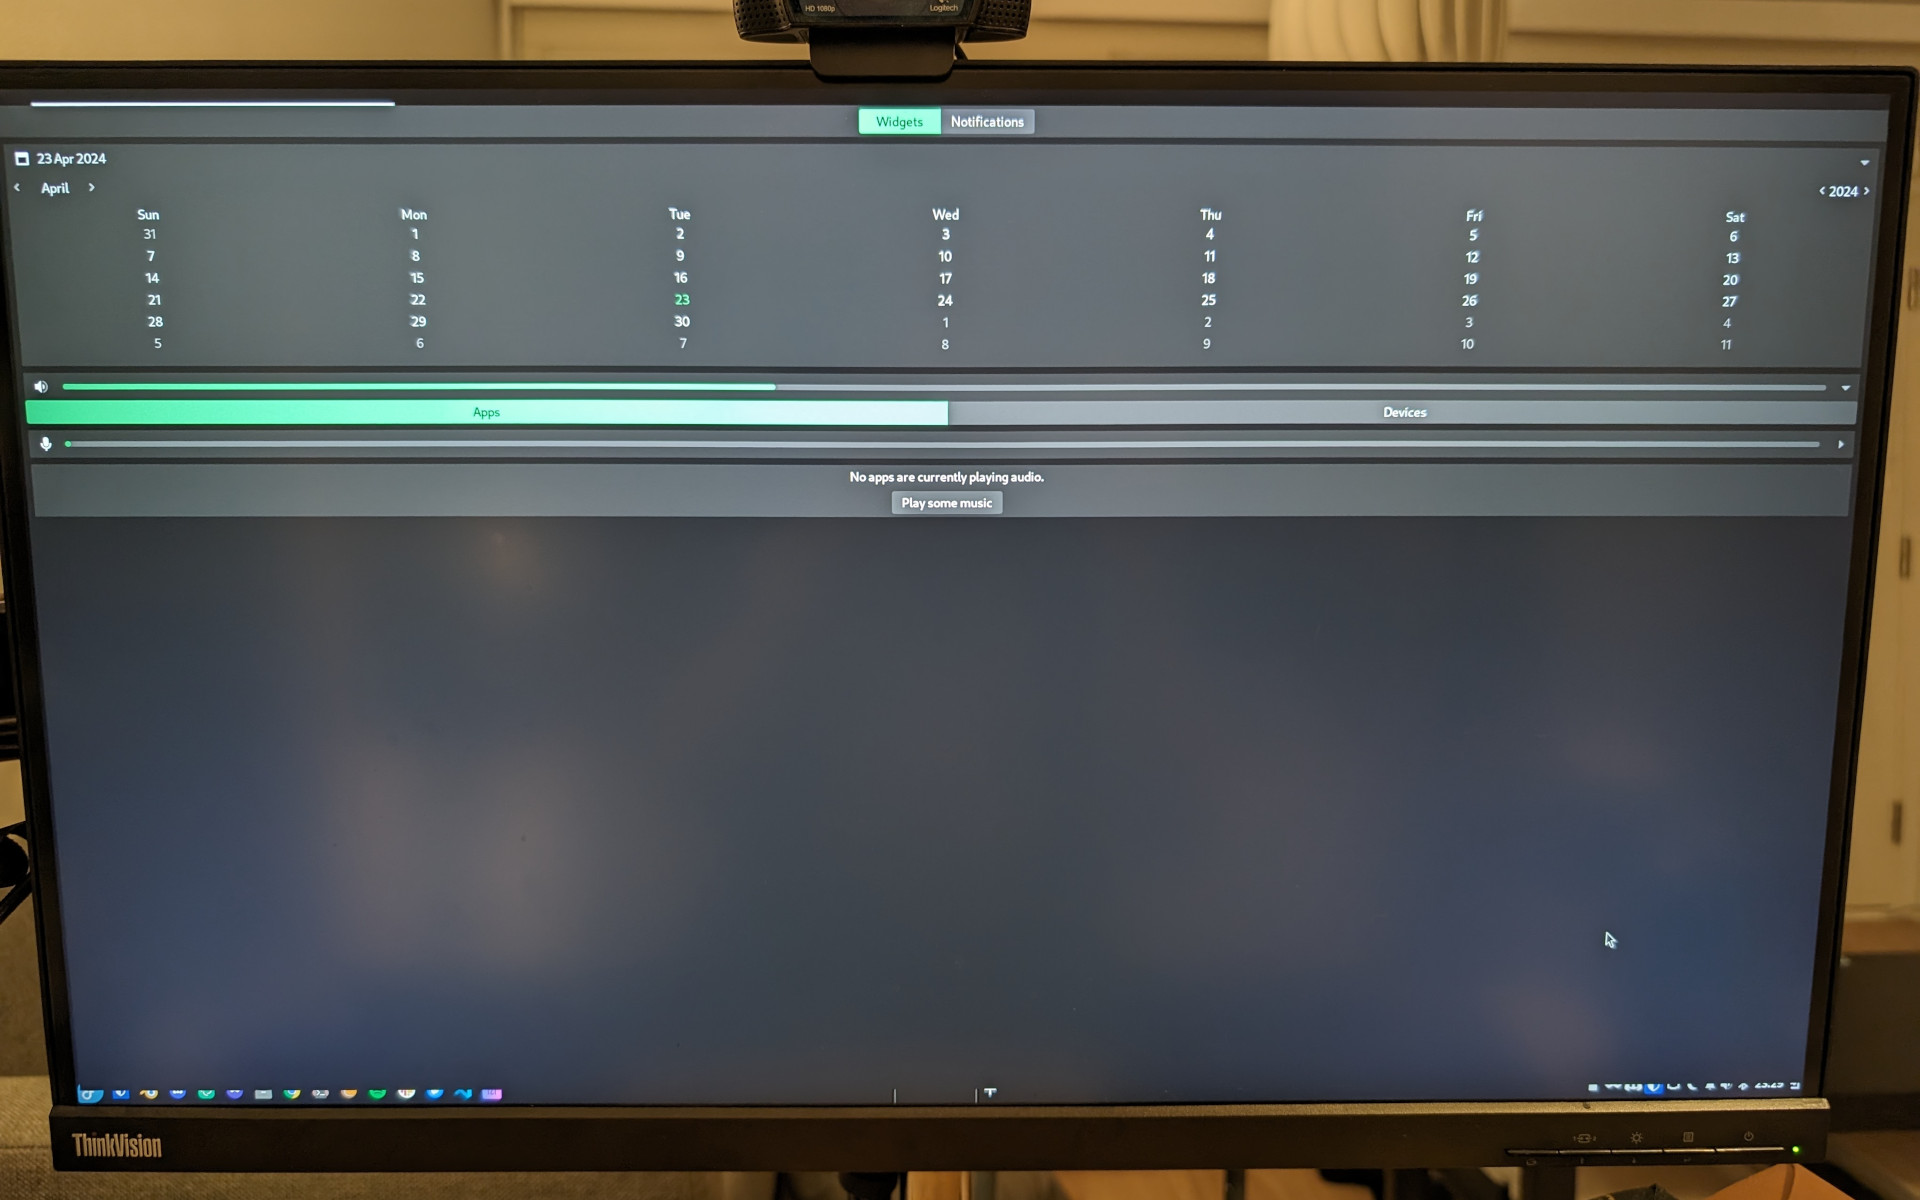 HD 1080p
Logitech
Widgets Notifications
23 Apr 2024
April
2024
Sun Mon Tue Wed Thu Fri Sat
31 1 2 3 4 5 6
7 8 9 10 11 12 13
14 15 16 17 18 19 20
21 22 23 24 25 26 27
28 29 30 1 2 3 4
5 6 7 8 9 10 11
Apps Devices
No apps are currently playing audio.
Play some music
ThinkVision